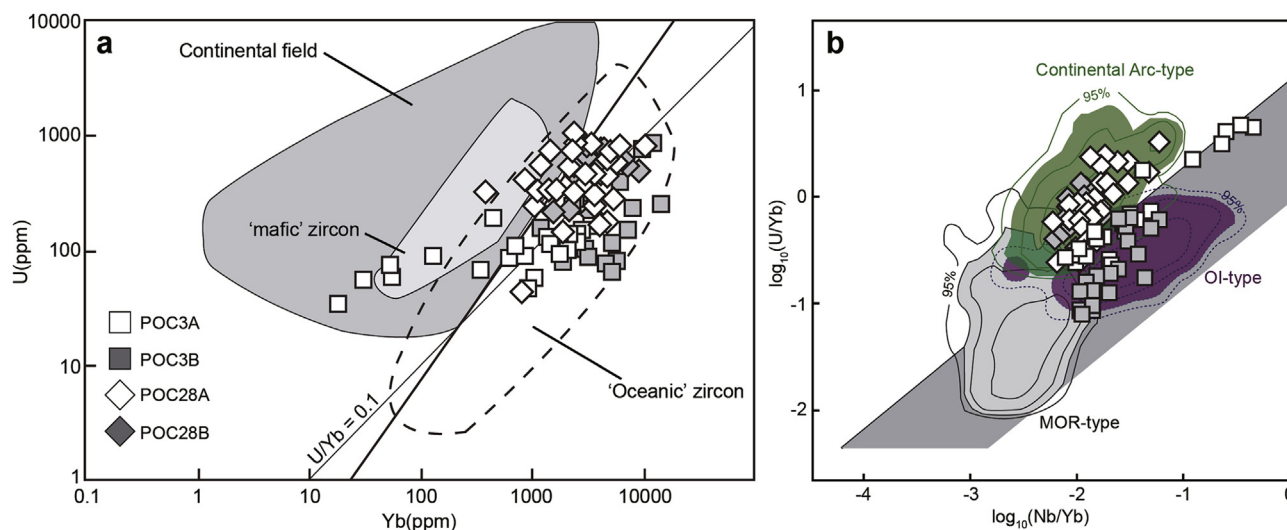 a
Continental field
'mafic' zircon
'Oceanic' zircon
U/Yb = 0.1
POC3A
POC3B
POC28A
POC28B
U(ppm)
10000
1000
100
10
1
0.1
1
10
100
1000
10000
Yb(ppm)
b
Continental Arc-type
95%
95%
95%
OI-type
MOR-type
log10(U/Yb)
1
0
-1
-2
-4
-3
-2
-1
0
log10(Nb/Yb)